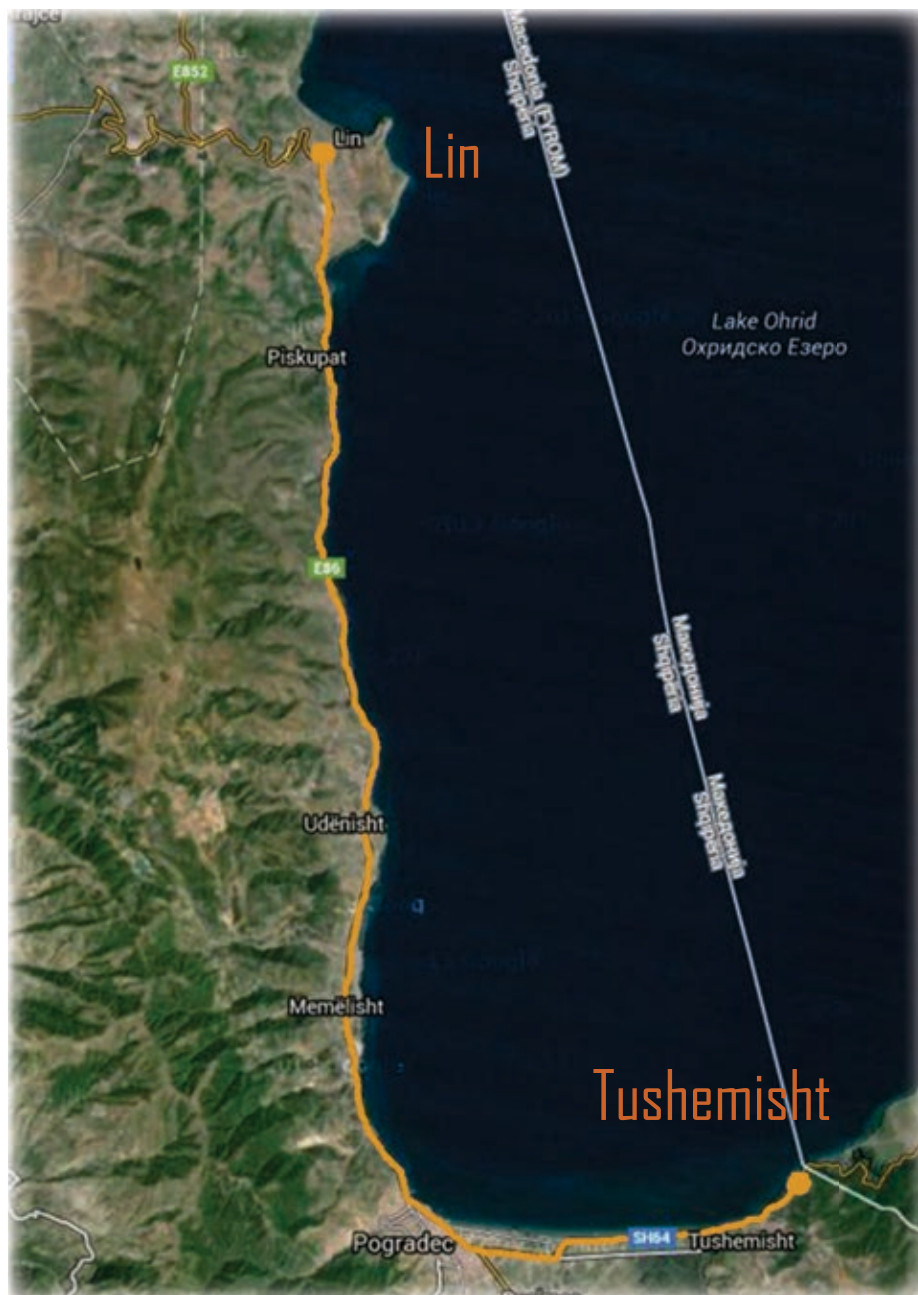 E852
Lin
Lin
Macedonia (FYROM)
Shqipëria
Lake Ohrid
Охридско Езеро
Piskupat
E86
Македонија
Shqipëria
Македонија
Shqipëria
Udënisht
Memëlisht
Tushemisht
Pogradec
SH64
Tushemisht